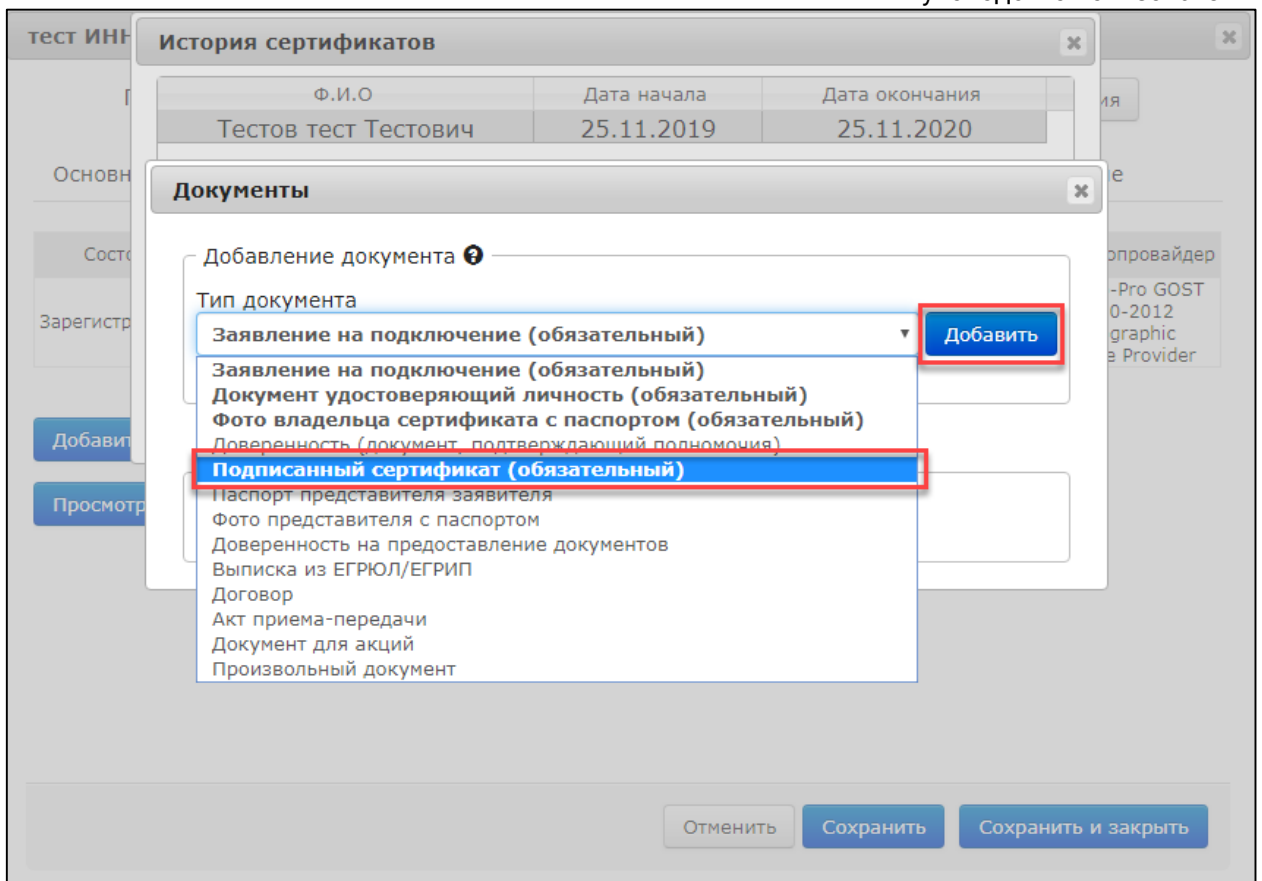 тест ИНН
История сертификатов
Ф.И.О Дата начала Дата окончания
Тестов тест Тестович 25.11.2019 25.11.2020
Основн
Документы
Состо
опровайдер
Добавление документа
Тип документа
-Pro GOST
Зарегистр
0-2012
Заявление на подключение (обязательный)
Добавить
graphic
e Provider
Заявление на подключение (обязательный)
Документ удостоверяющий личность (обязательный)
Фото владельца сертификата с паспортом (обязательный)
Добавит
Доверенность (документ, подтверждающий полномочия)
Подписанный сертификат (обязательный)
Просмотр
Паспорт представителя заявителя
Фото представителя с паспортом
Доверенность на предоставление документов
Выписка из ЕГРЮЛ/ЕГРИП
Договор
Акт приема-передачи
Документ для акций
Произвольный документ
Отменить Сохранить Сохранить и закрыть